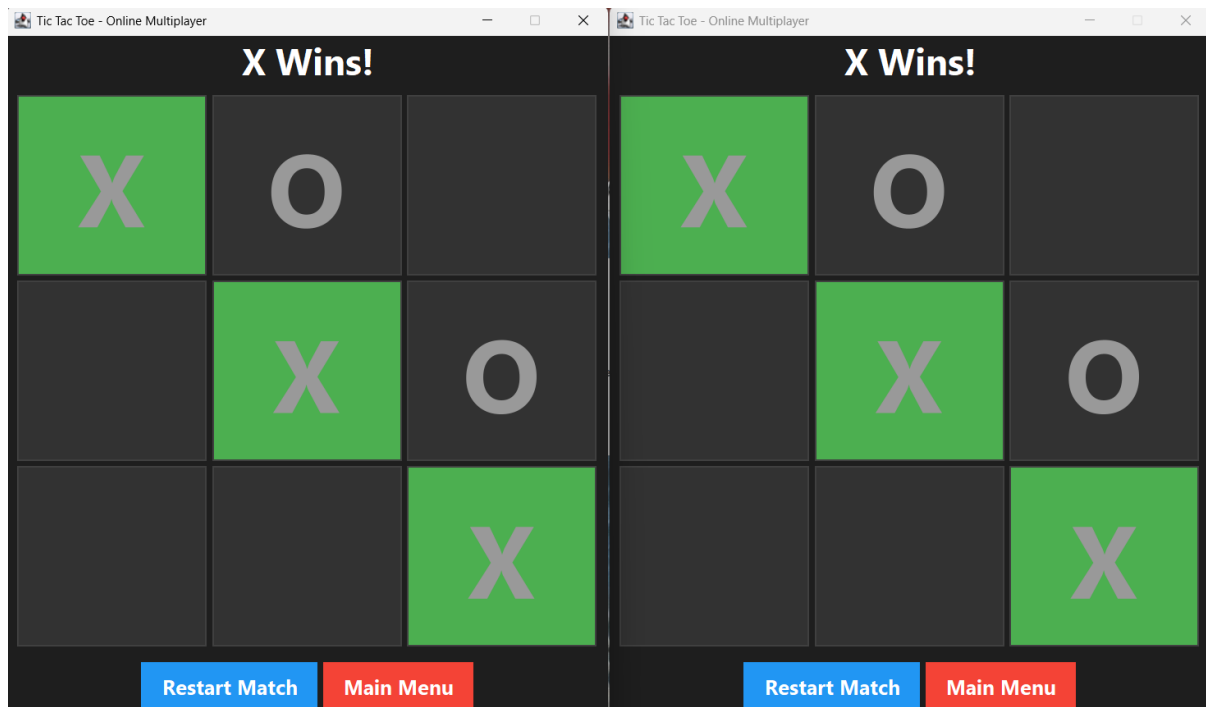 Tic Tac Toe - Online Multiplayer
X Wins!
X O
X O
X
Restart Match Main Menu
Tic Tac Toe - Online Multiplayer
X Wins!
X O
X O
X
Restart Match Main Menu